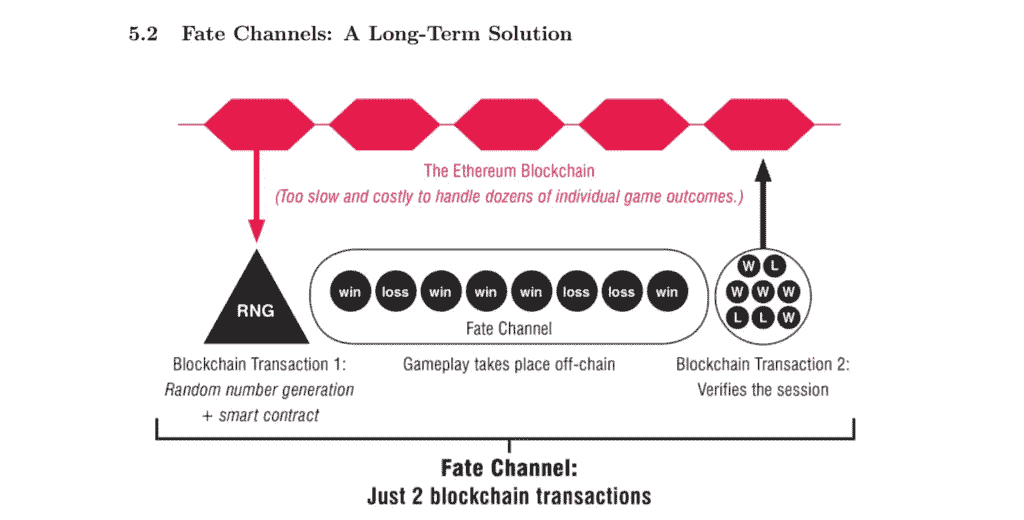 5.2 Fate Channels: A Long-Term Solution
The Ethereum Blockchain
(Too slow and costly to handle dozens of individual game outcomes.)
RNG
win loss win win win loss loss win
Fate Channel
W L
W W W
L L W
Blockchain Transaction 1:
Random number generation
+ smart contract
Gameplay takes place off-chain
Blockchain Transaction 2:
Verifies the session
Fate Channel:
Just 2 blockchain transactions